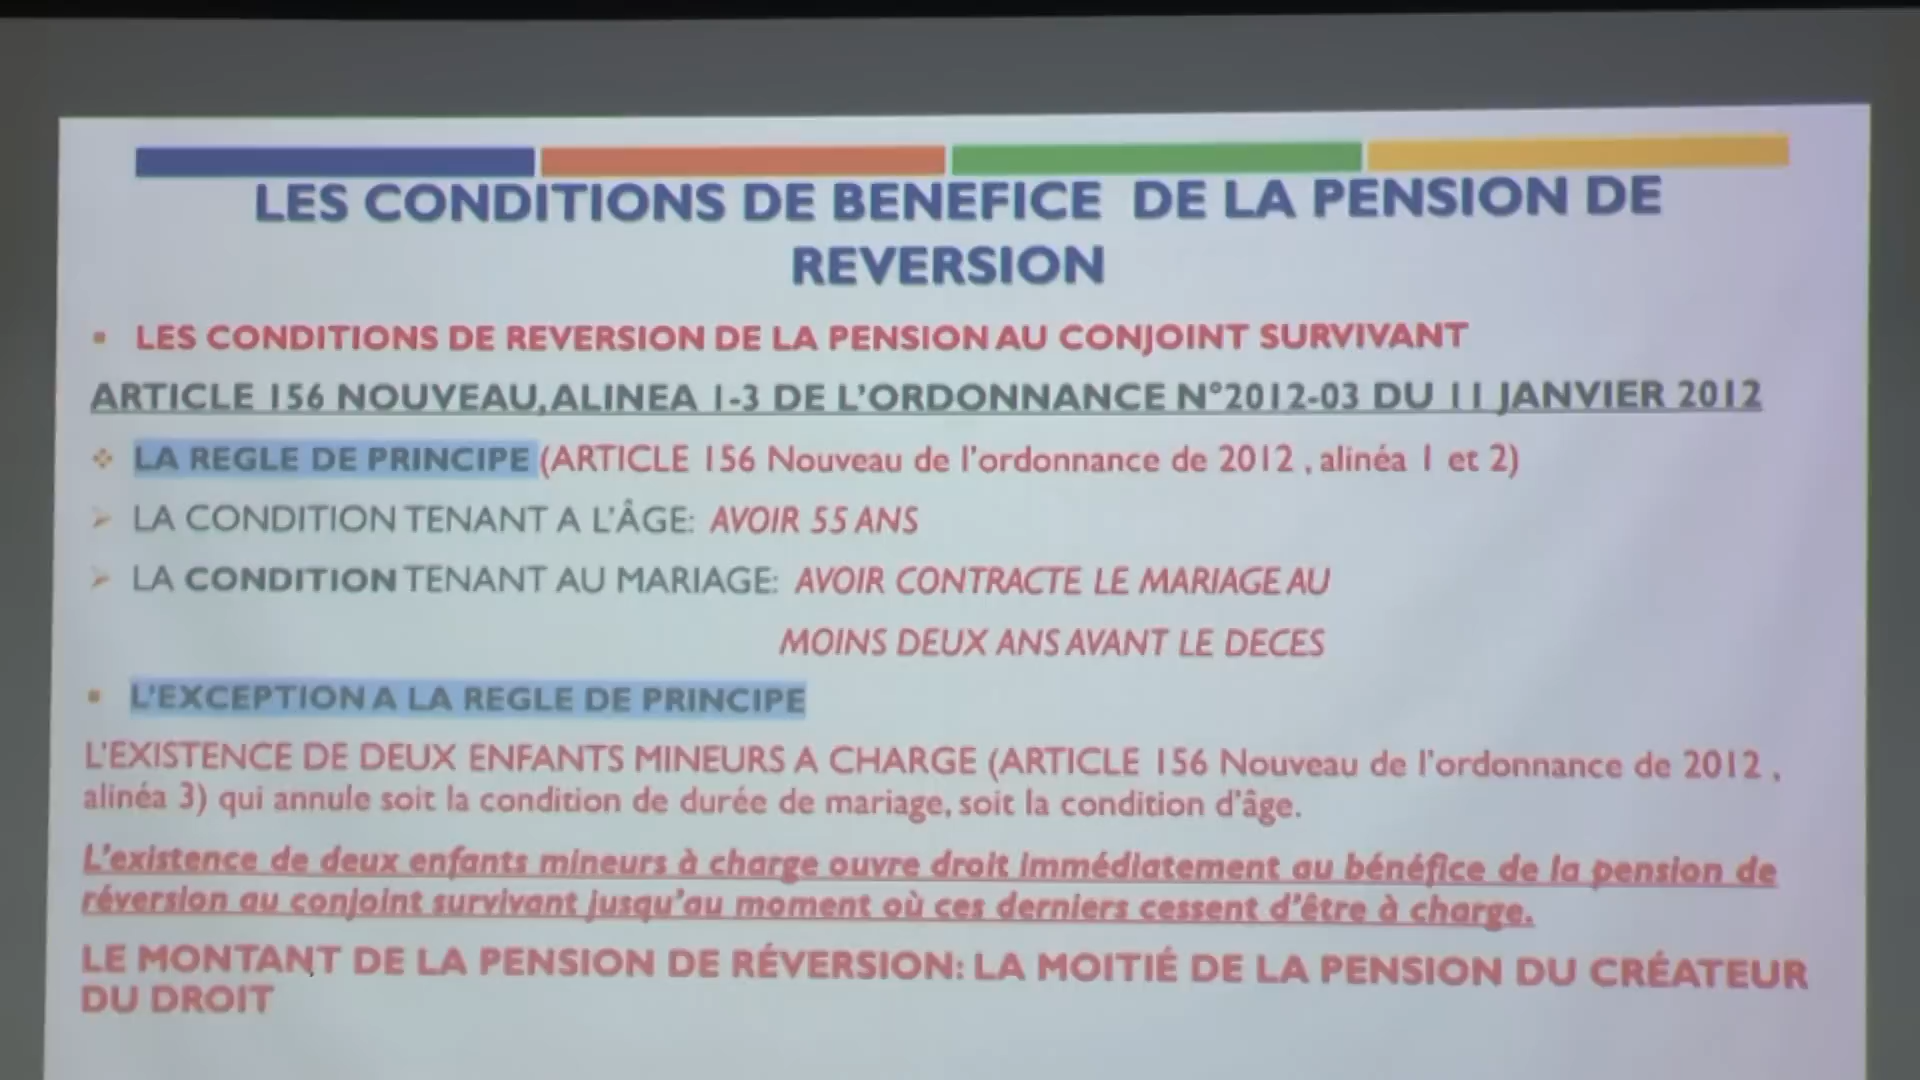 LES CONDITIONS DE BENEFICE DE LA PENSION DE
REVERSION
▪ LES CONDITIONS DE REVERSION DE LA PENSION AU CONJOINT SURVIVANT
ARTICLE 156 NOUVEAU, ALINEA 1-3 DE L'ORDONNANCE N°2012-03 DU 11 JANVIER 2012
❖ LA REGLE DE PRINCIPE (ARTICLE 156 Nouveau de l'ordonnance de 2012 , alinéa 1 et 2)
➢ LA CONDITION TENANT A L'ÂGE: AVOIR 55 ANS
➢ LA CONDITION TENANT AU MARIAGE: AVOIR CONTRACTE LE MARIAGE AU
MOINS DEUX ANS AVANT LE DECES
▪ L'EXCEPTION A LA REGLE DE PRINCIPE
L'EXISTENCE DE DEUX ENFANTS MINEURS A CHARGE (ARTICLE 156 Nouveau de l'ordonnance de 2012 ,
alinéa 3) qui annule soit la condition de durée de mariage, soit la condition d'âge.
L'existence de deux enfants mineurs à charge ouvre droit immédiatement au bénéfice de la pension de
réversion au conjoint survivant jusqu'au moment où ces derniers cessent d'être à charge.
LE MONTANT DE LA PENSION DE RÉVERSION: LA MOITIÉ DE LA PENSION DU CRÉATEUR
DU DROIT